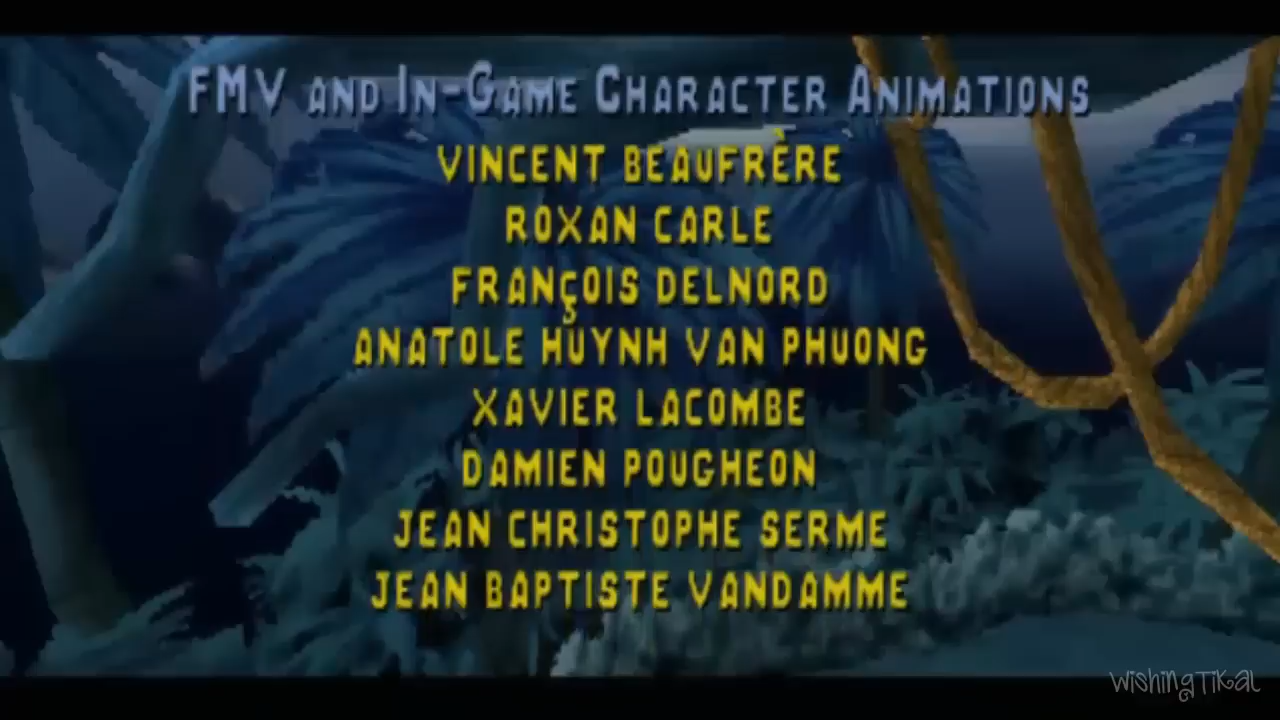 FMV AND IN-GAME CHARACTER ANIMATIONS
VINCENT BEAUFRÈRE
ROXAN CARLE
FRANÇOIS DELNORD
ANATOLE HUYNH VAN PHUONG
XAVIER LACOMBE
DAMIEN POUGHEON
JEAN CHRISTOPHE SERME
JEAN BAPTISTE VANDAMME
WishingTikal